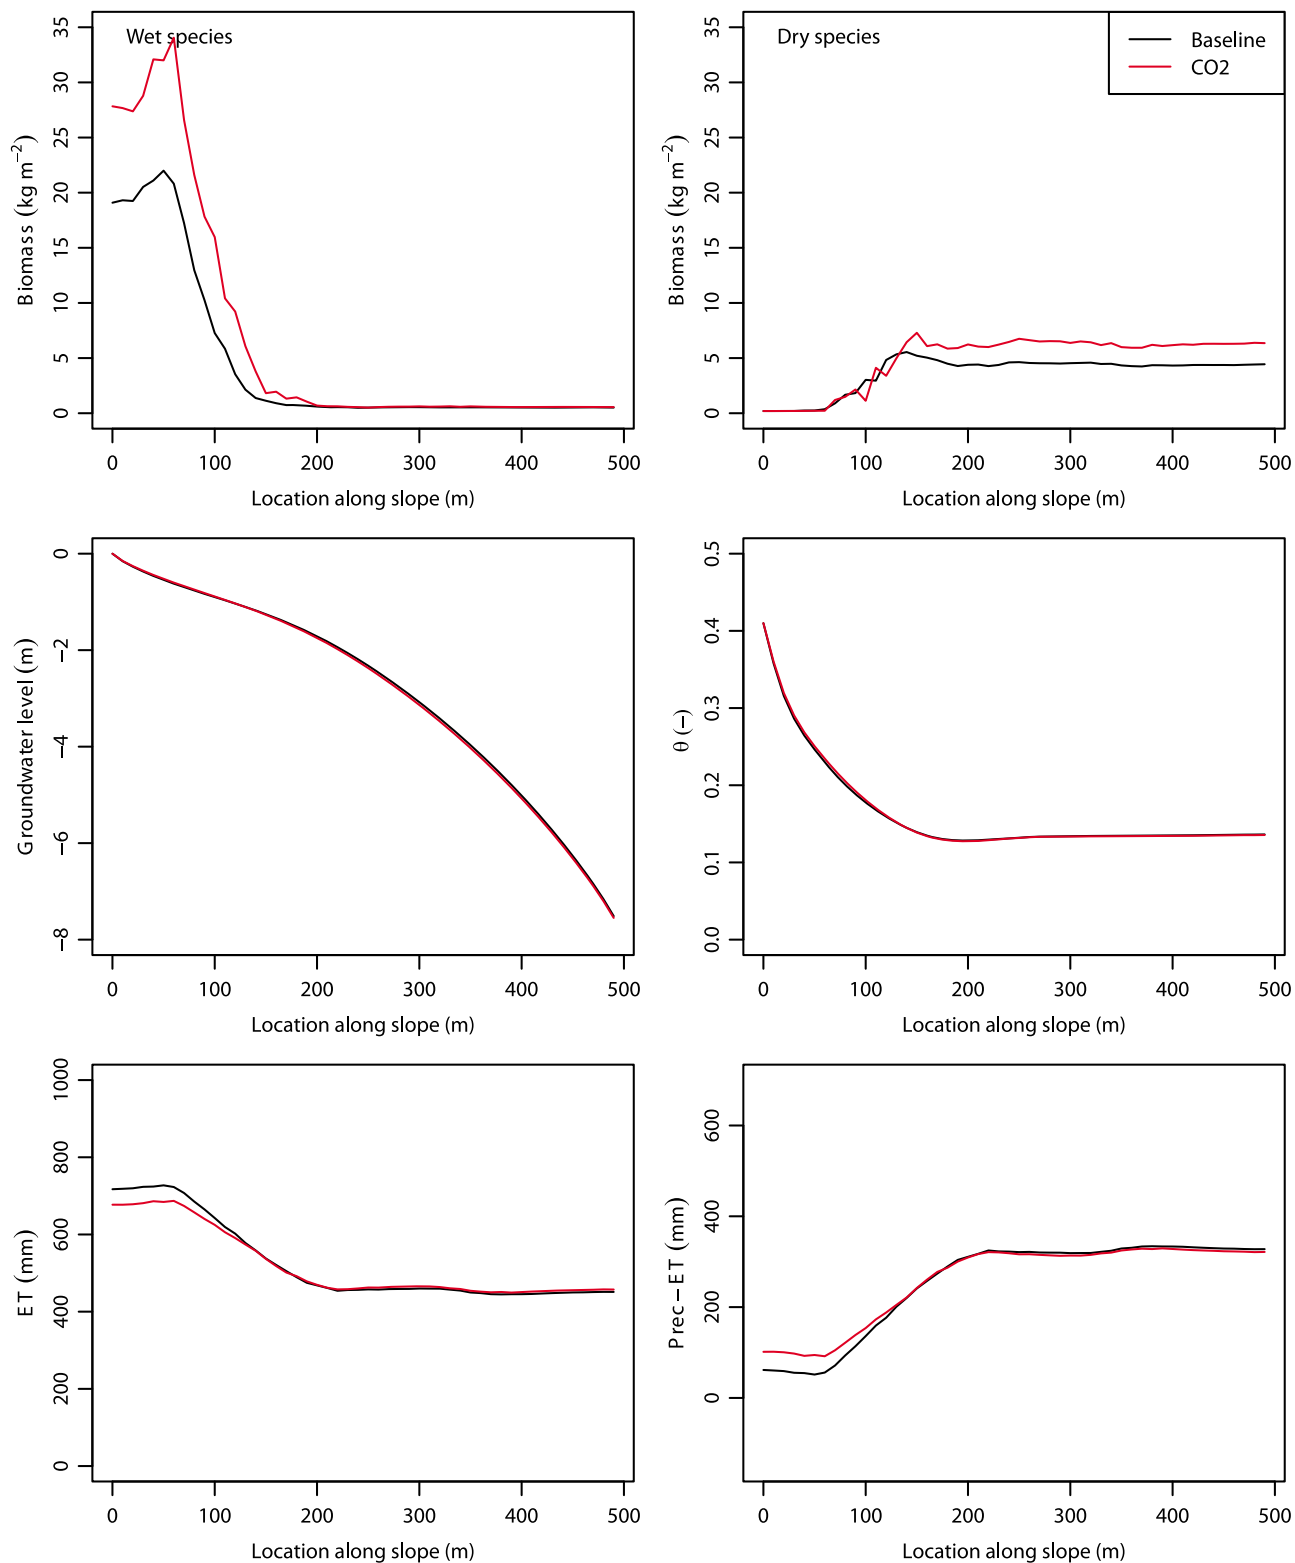 Wet species
Biomass (kg m−2)
0 5 10 15 20 25 30 35
0 100 200 300 400 500
Location along slope (m)
Dry species
Baseline
CO2
Biomass (kg m−2)
0 5 10 15 20 25 30 35
0 100 200 300 400 500
Location along slope (m)
Groundwater level (m)
−8 −6 −4 −2 0
0 100 200 300 400 500
Location along slope (m)
θ (−)
0.0 0.1 0.2 0.3 0.4 0.5
0 100 200 300 400 500
Location along slope (m)
ET (mm)
0 200 400 600 800 1000
0 100 200 300 400 500
Location along slope (m)
Prec−ET (mm)
0 200 400 600
0 100 200 300 400 500
Location along slope (m)